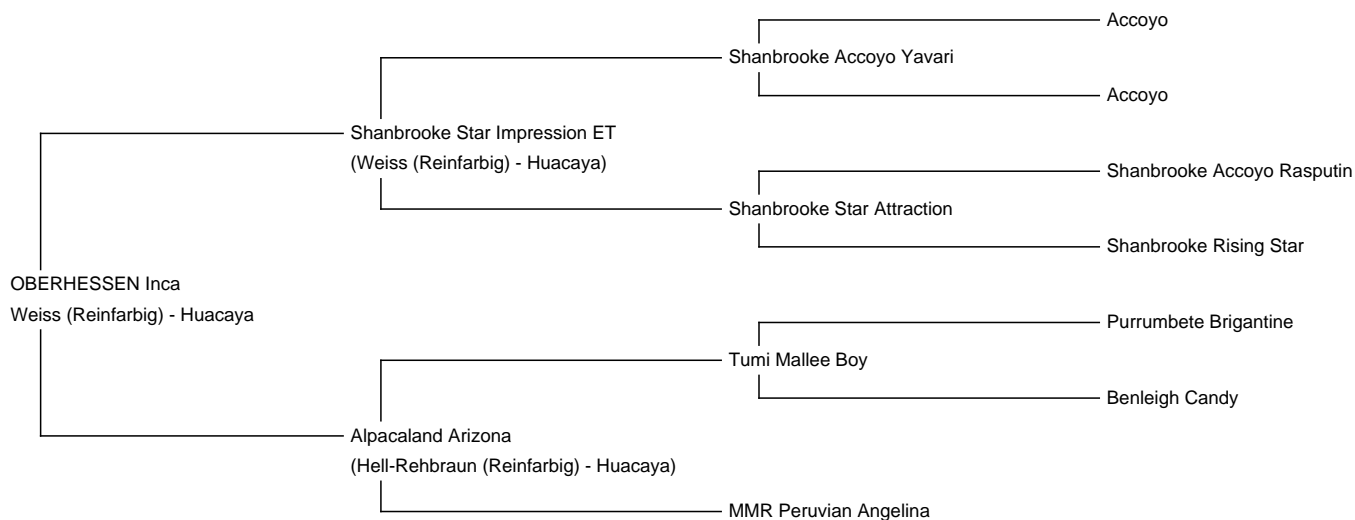 Accoyo
Shanbrooke Accoyo Yavari
Accoyo
Shanbrooke Star Impression ET
(Weiss (Reinfarbig) - Huacaya)
Shanbrooke Accoyo Rasputin
Shanbrooke Star Attraction
Shanbrooke Rising Star
OBERHESSEN Inca
Weiss (Reinfarbig) - Huacaya
Purrumbete Brigantine
Tumi Mallee Boy
Benleigh Candy
Alpacaland Arizona
(Hell-Rehbraun (Reinfarbig) - Huacaya)
MMR Peruvian Angelina